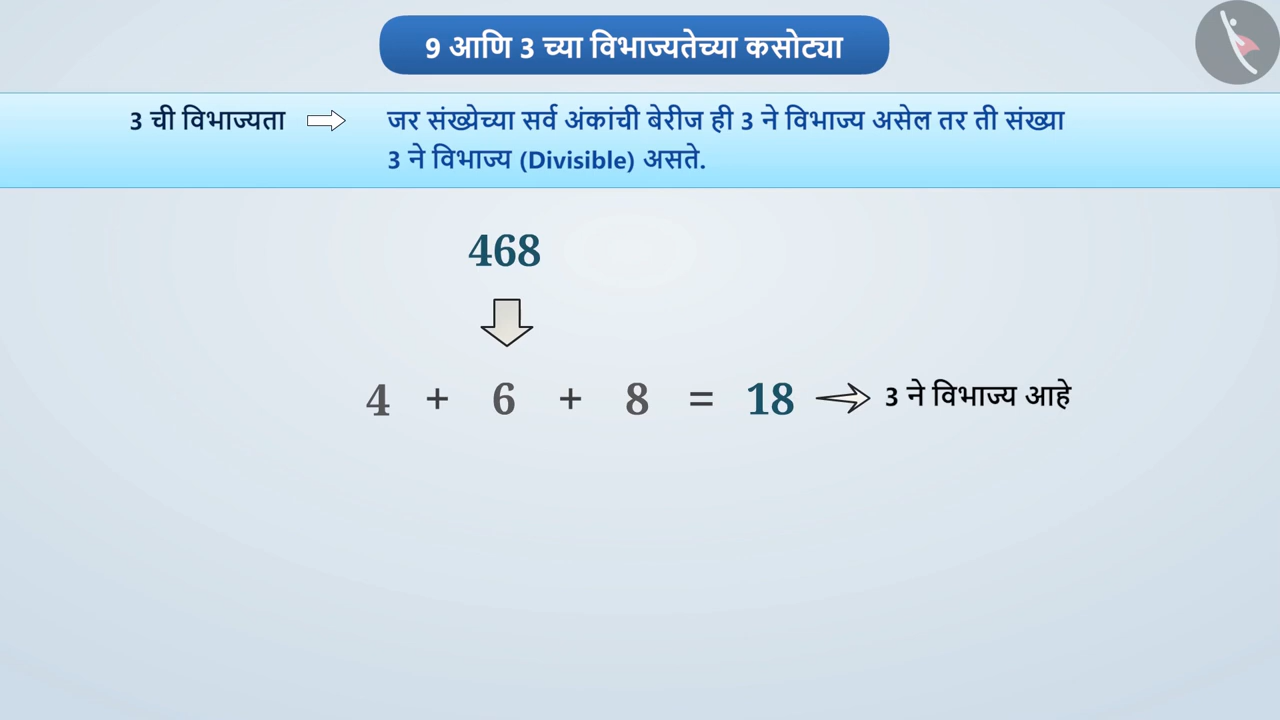 9 आणि 3 च्या विभाज्यतेच्या कसोट्या
3 ची विभाज्यता
जर संख्येच्या सर्व अंकांची बेरीज ही 3 ने विभाज्य असेल तर ती संख्या
3 ने विभाज्य (Divisible) असते.
468
4 + 6 + 8 = 18 3 ने विभाज्य आहे